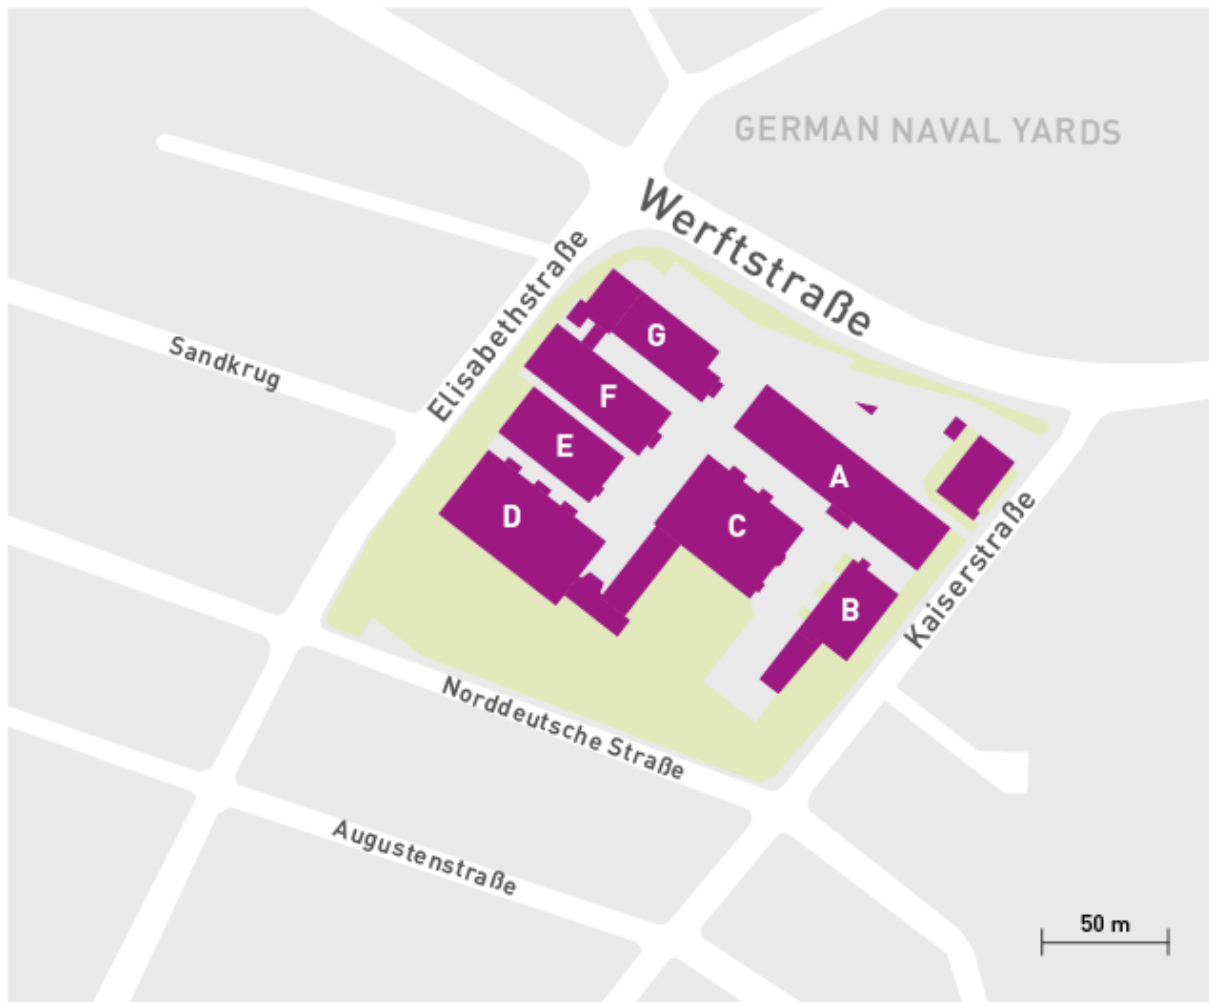 GERMAN NAVAL YARDS
Werftstraße
Elisabethstraße
Sandkrug
G
F
E
D
A
C
B
Kaiserstraße
Norddeutsche Straße
Augustenstraße
50 m